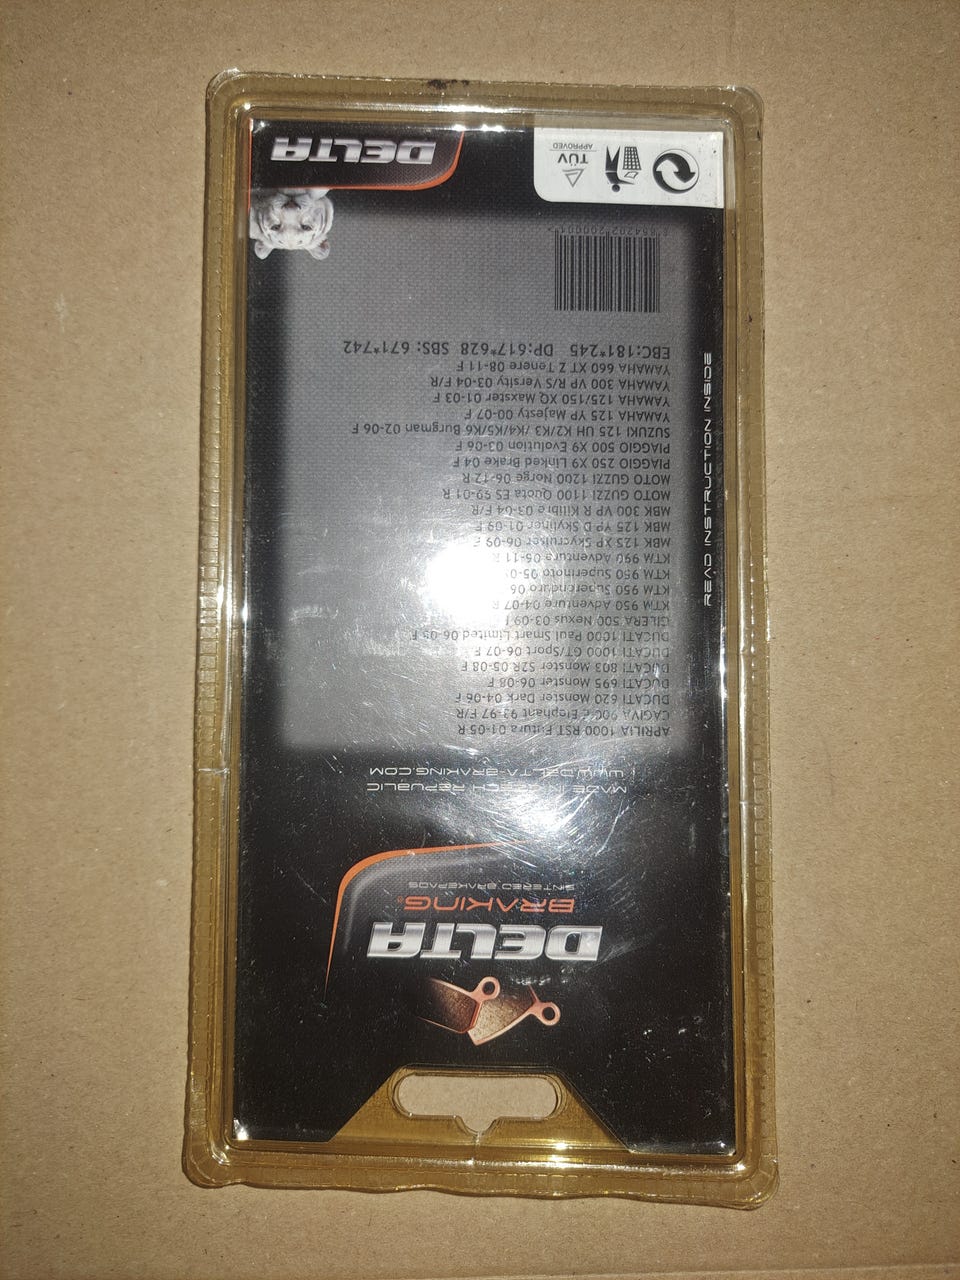 DELTA
BRAKING®
SINTERED BRAKEPADS
MADE IN CZECH REPUBLIC
WWW.DELTA-BRAKING.COM
APRILIA 1000 RST Futura 01-05 R
CAGIVA 900 Elephant 93-97 F/R
DUCATI 620 Monster Dark 04-06 F
DUCATI 695 Monster 06-08 F
DUCATI 803 Monster S2R 05-08 F
DUCATI 1000 GT/Sport 06-07 F
DUCATI 1000 Paul Smart Limited 06-05 F
GILERA 500 Nexus 03-09 F
KTM 950 Adventure 04-07 R
KTM 950 Superenduro 06
KTM 950 Supermoto 05-0
KTM 990 Adventure 06-11 R
MBK 125 XP Skycruiser 06-09 F
MBK 125 YP D Skyliner 01-09 F
MBK 300 VP R Kilibre 03-04 F/R
MOTO GUZZI 1100 Quota ES 99-01 R
MOTO GUZZI 1200 Norge 06-12 R
PIAGGIO 250 X9 Linked Brake 04 F
PIAGGIO 500 X9 Evolution 03-06 F
SUZUKI 125 UH K2/K3 /K4/K5/K6 Burgman 02-06 F
YAMAHA 125 YP Majesty 00-07 F
YAMAHA 125/150 XQ Maxster 01-03 F
YAMAHA 300 VP R/S Versity 03-04 F/R
YAMAHA 660 XT Z Tenere 08-11 F
EBC:181*245 DP:617*628 SBS: 671*742
READ INSTRUCTION INSIDE
TÜV
APPROVED
DELTA